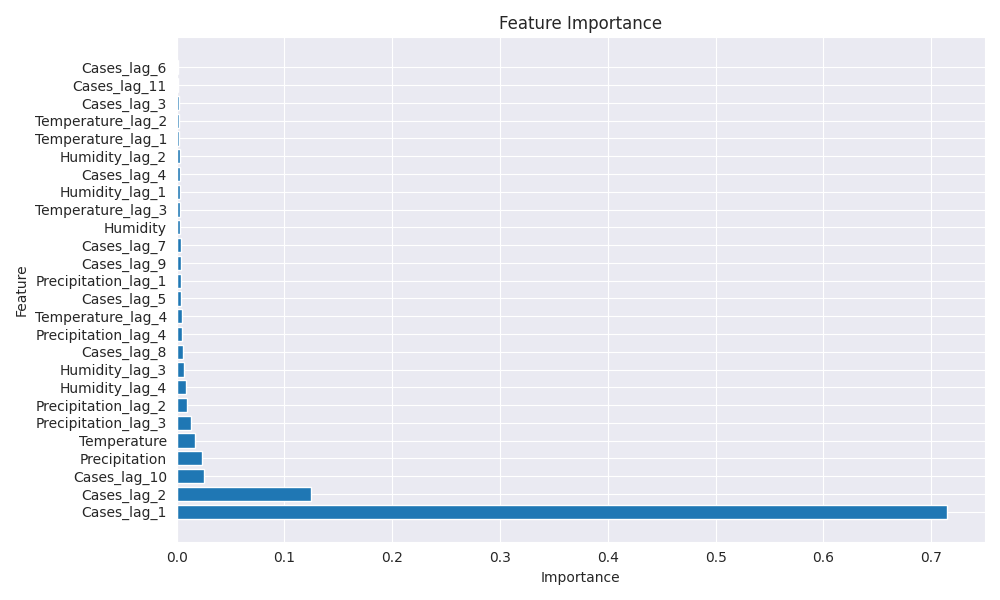 Feature Importance
Cases_lag_6
Cases_lag_11
Cases_lag_3
Temperature_lag_2
Temperature_lag_1
Humidity_lag_2
Cases_lag_4
Humidity_lag_1
Temperature_lag_3
Humidity
Cases_lag_7
Cases_lag_9
Precipitation_lag_1
Cases_lag_5
Temperature_lag_4
Precipitation_lag_4
Cases_lag_8
Humidity_lag_3
Humidity_lag_4
Precipitation_lag_2
Precipitation_lag_3
Temperature
Precipitation
Cases_lag_10
Cases_lag_2
Cases_lag_1
Feature
0.0 0.1 0.2 0.3 0.4 0.5 0.6 0.7
Importance